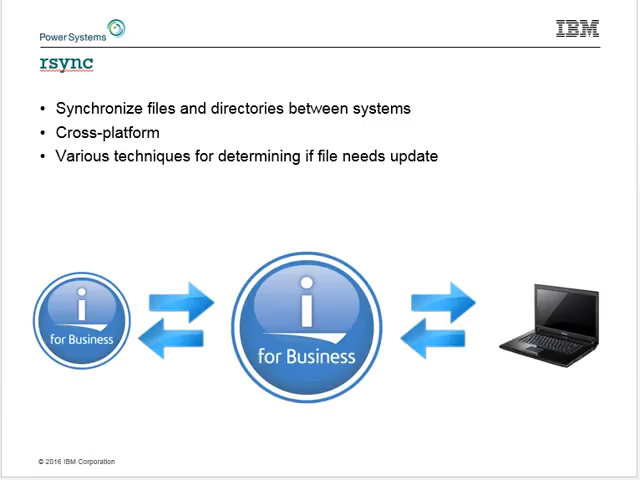 Power Systems
IBM
rsync
• Synchronize files and directories between systems
• Cross-platform
• Various techniques for determining if file needs update
i
for Business
i
for Business
© 2016 IBM Corporation